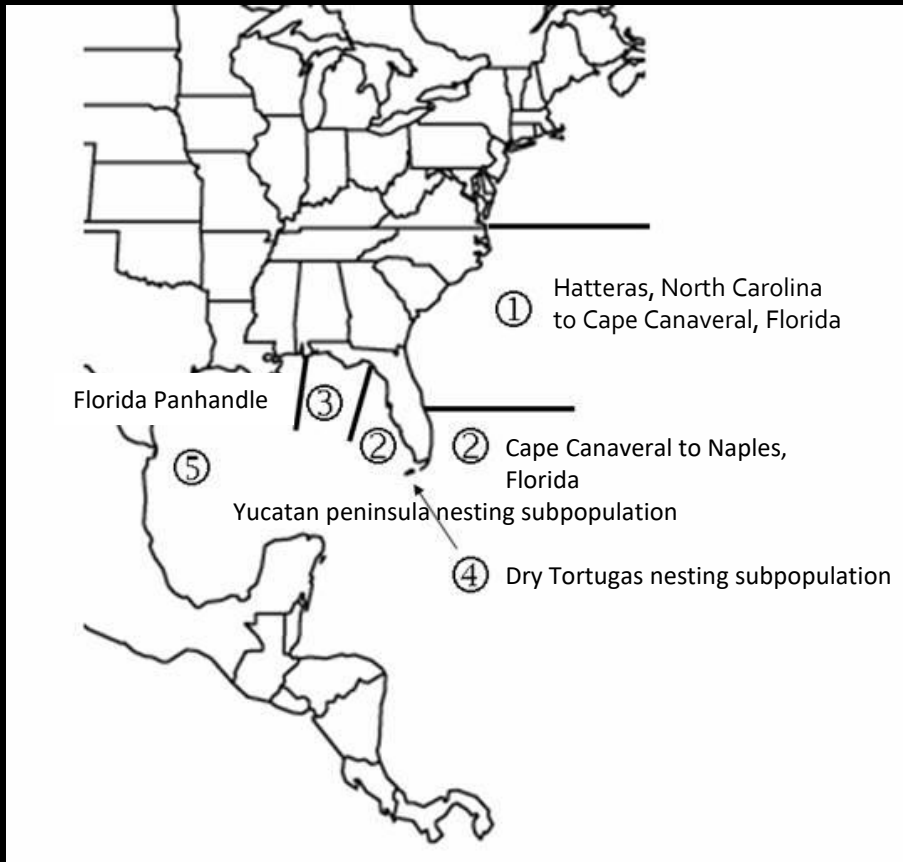 ① Hatteras, North Carolina
to Cape Canaveral, Florida
Florida Panhandle
③
② ② Cape Canaveral to Naples,
Florida
⑤
Yucatan peninsula nesting subpopulation
④ Dry Tortugas nesting subpopulation